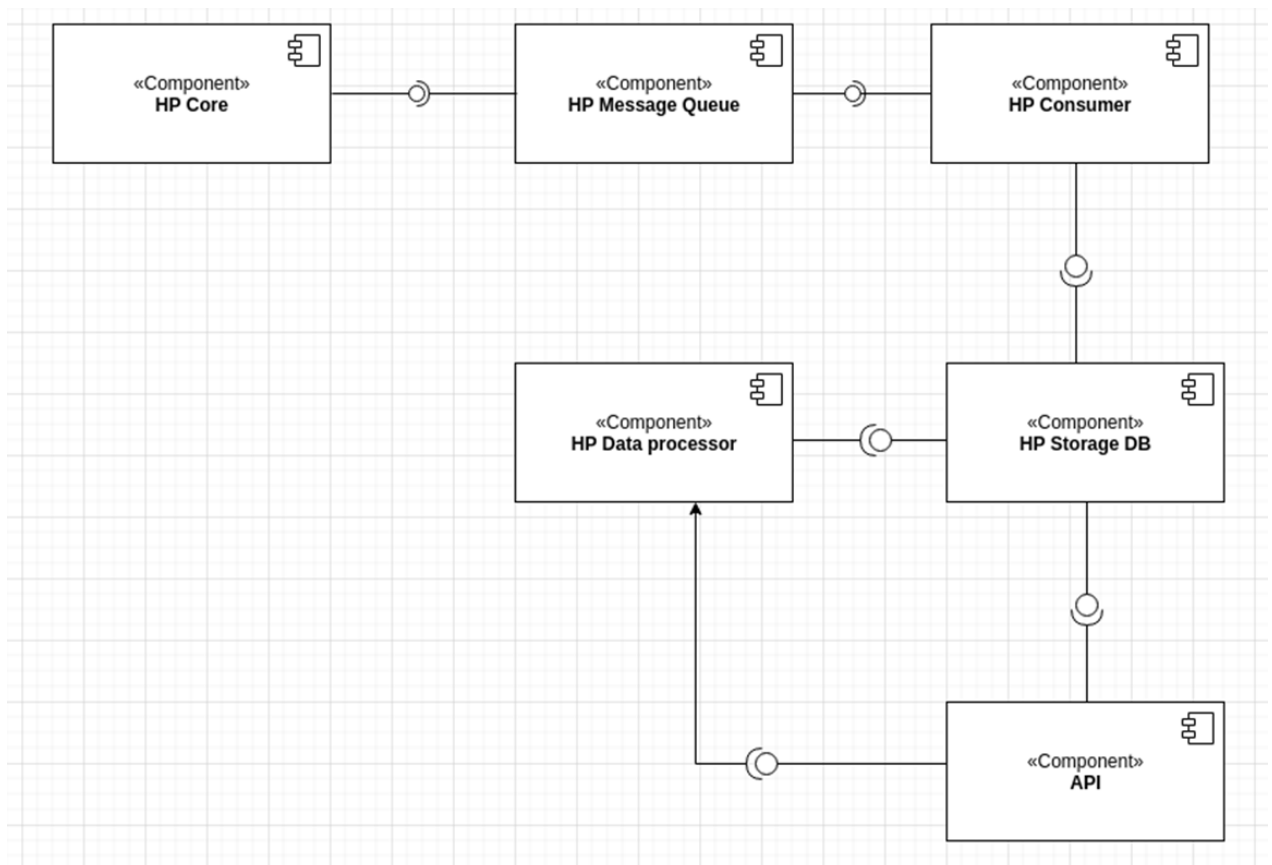 «Component»
HP Core
«Component»
HP Message Queue
«Component»
HP Consumer
«Component»
HP Data processor
«Component»
HP Storage DB
«Component»
API